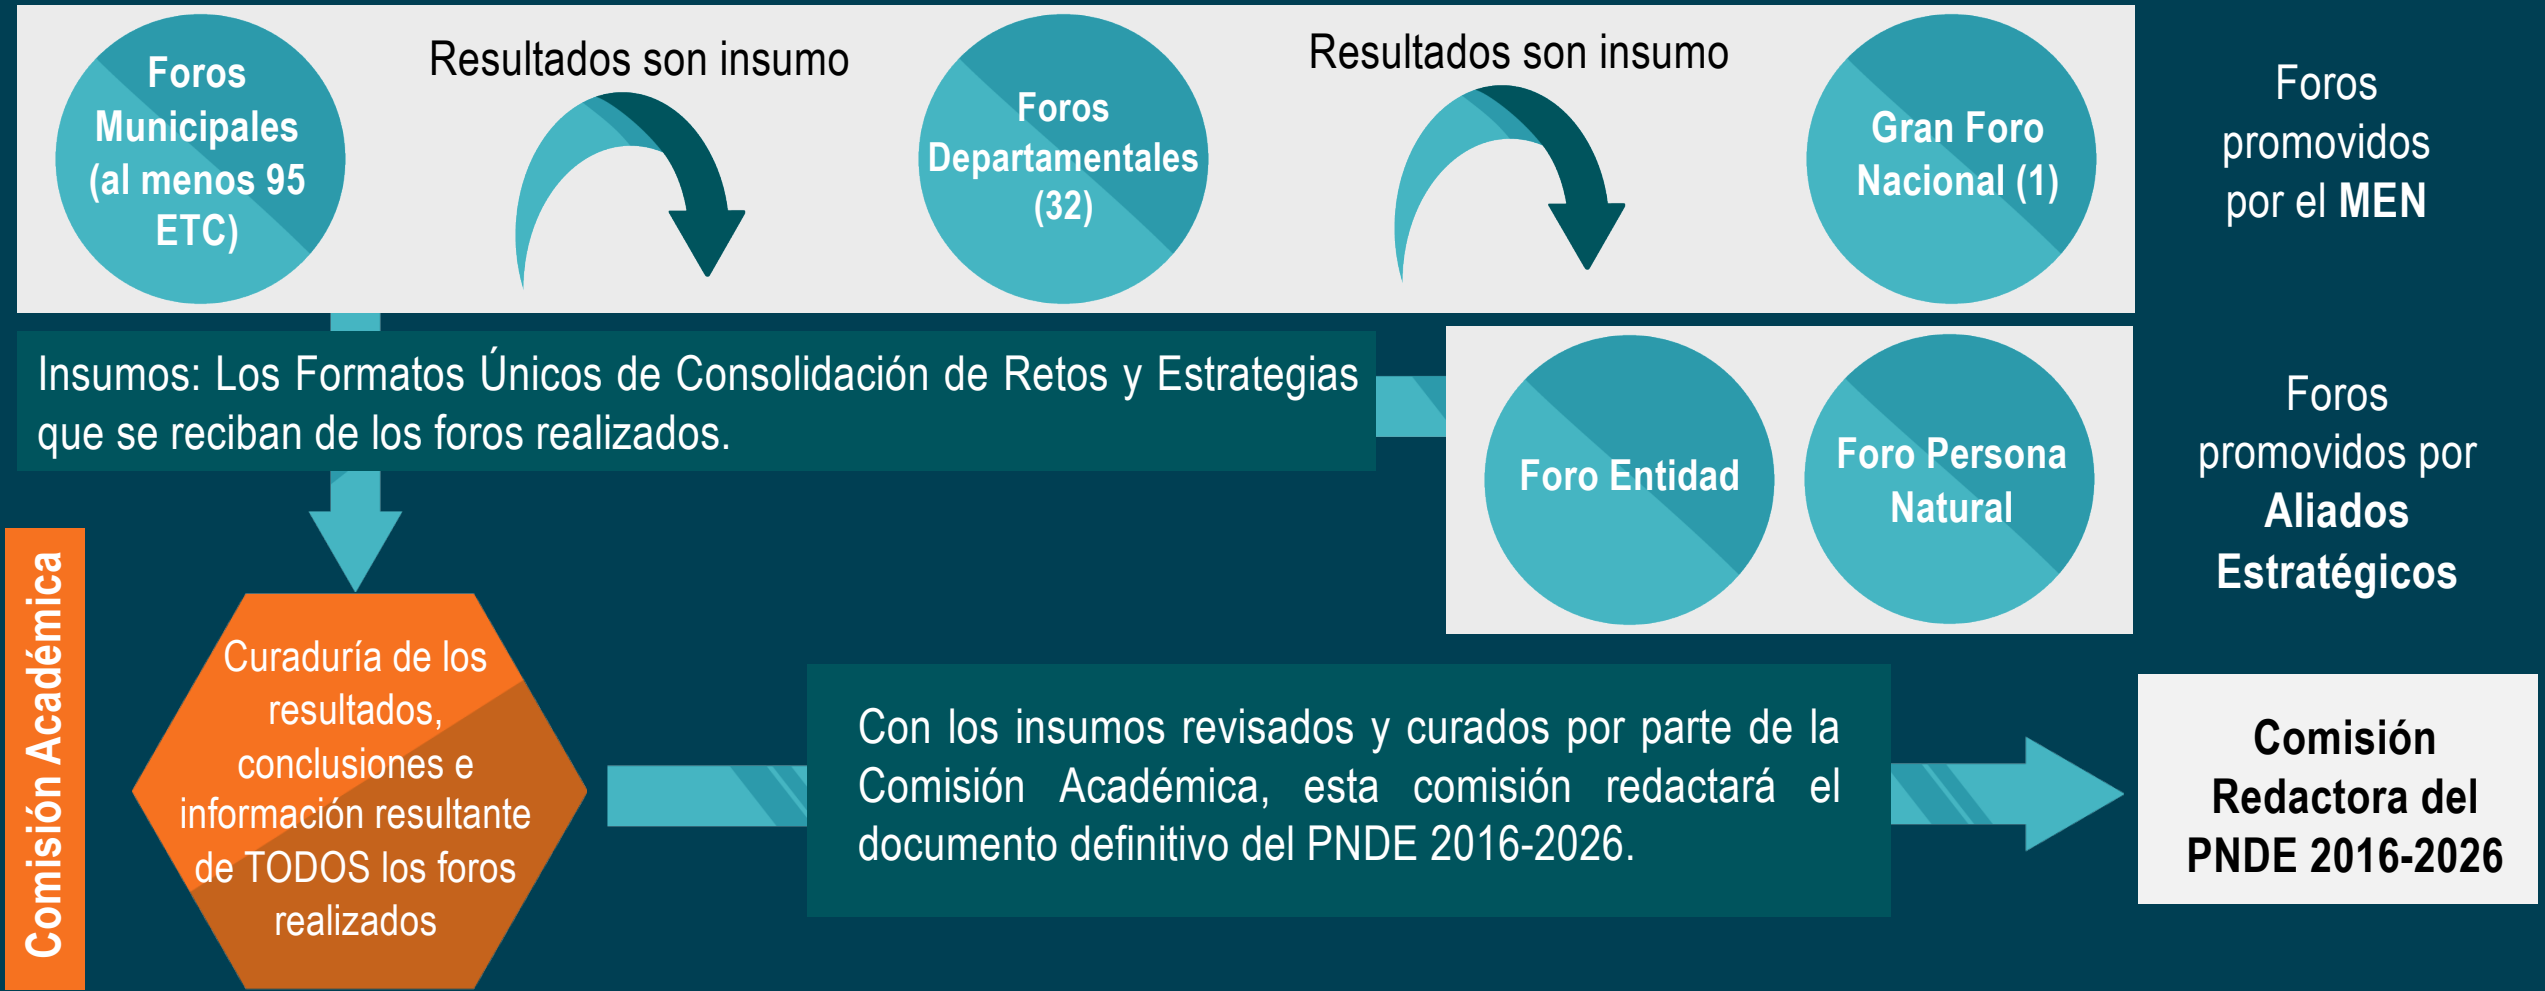 Foros
Municipales
(al menos 95
ETC)
Resultados son insumo
Foros
Departamentales
(32)
Resultados son insumo
Gran Foro
Nacional (1)
Foros
promovidos
por el MEN
Insumos: Los Formatos Únicos de Consolidación de Retos y Estrategias
que se reciban de los foros realizados.
Foro Entidad
Foro Persona
Natural
Foros
promovidos por
Aliados
Estratégicos
Comisión Académica
Curaduría de los
resultados,
conclusiones e
información resultante
de TODOS los foros
realizados
Con los insumos revisados y curados por parte de la
Comisión Académica, esta comisión redactará el
documento definitivo del PNDE 2016-2026.
Comisión
Redactora del
PNDE 2016-2026